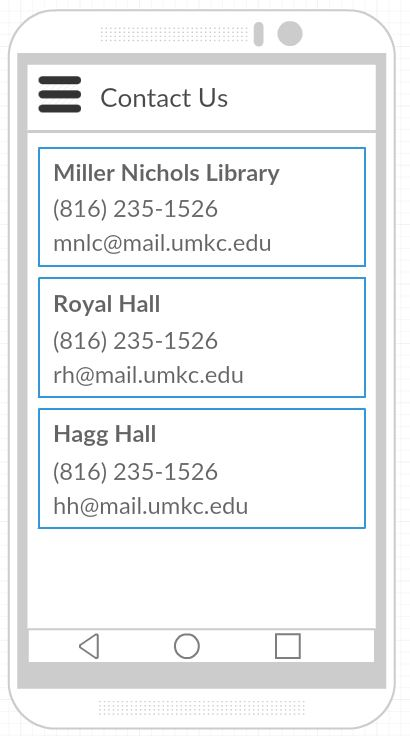 Contact Us
Miller Nichols Library
(816) 235-1526
mnlc@mail.umkc.edu
Royal Hall
(816) 235-1526
rh@mail.umkc.edu
Hagg Hall
(816) 235-1526
hh@mail.umkc.edu